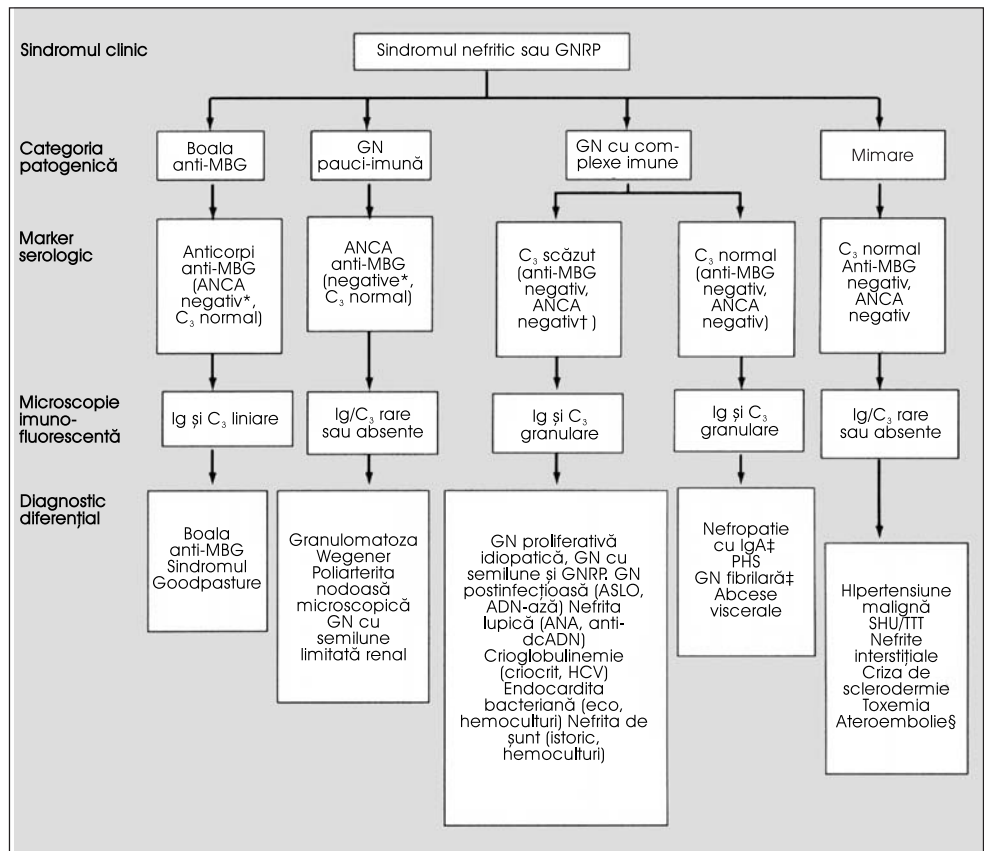 Sindromul clinic
Sindromul nefritic sau GNRP
Categoria
patogenică
Boala
anti-MBG
GN
pauci-imună
GN cu com-
plexe imune
Mimare
Marker
serologic
Anticorpi
anti-MBG
(ANCA
negativ*,
C₃ normal)
ANCA
anti-MBG
(negative*,
C₃ normal)
C₃ scăzut
(anti-MBG
negativ,
ANCA
negativ† )
C₃ normal
(anti-MBG
negativ,
ANCA
negativ)
C₃ normal
Anti-MBG
negativ,
ANCA
negativ
Microscopie
imuno-
fluorescentă
Ig și C₃ liniare
Ig/C₃ rare
sau absente
Ig și C₃
granulare
Ig și C₃
granulare
Ig/C₃ rare
sau absente
Diagnostic
diferențial
Boala
anti-MBG
Sindromul
Goodpasture
Granulomatoza
Wegener
Poliarterita
nodoasă
microscopică
GN cu
semilune
limitată renal
GN proliferativă
idiopatică, GN cu
semilune și GNRP. GN
postinfecțioasă (ASLO,
ADN-ază) Nefrita
lupică (ANA, anti-
dcADN)
Crioglobulinemie
(criocrit, HCV)
Endocardita
bacteriană (eco,
hemoculturi) Nefrita de
șunt (istoric,
hemoculturi)
Nefropatie
cu IgA‡
PHS
GN fibrilară‡
Abcese
viscerale
HIpertensiune
malignă
SHU/TTT
Nefrite
interstițiale
Criza de
sclerodermie
Toxemia
Ateroembolie§